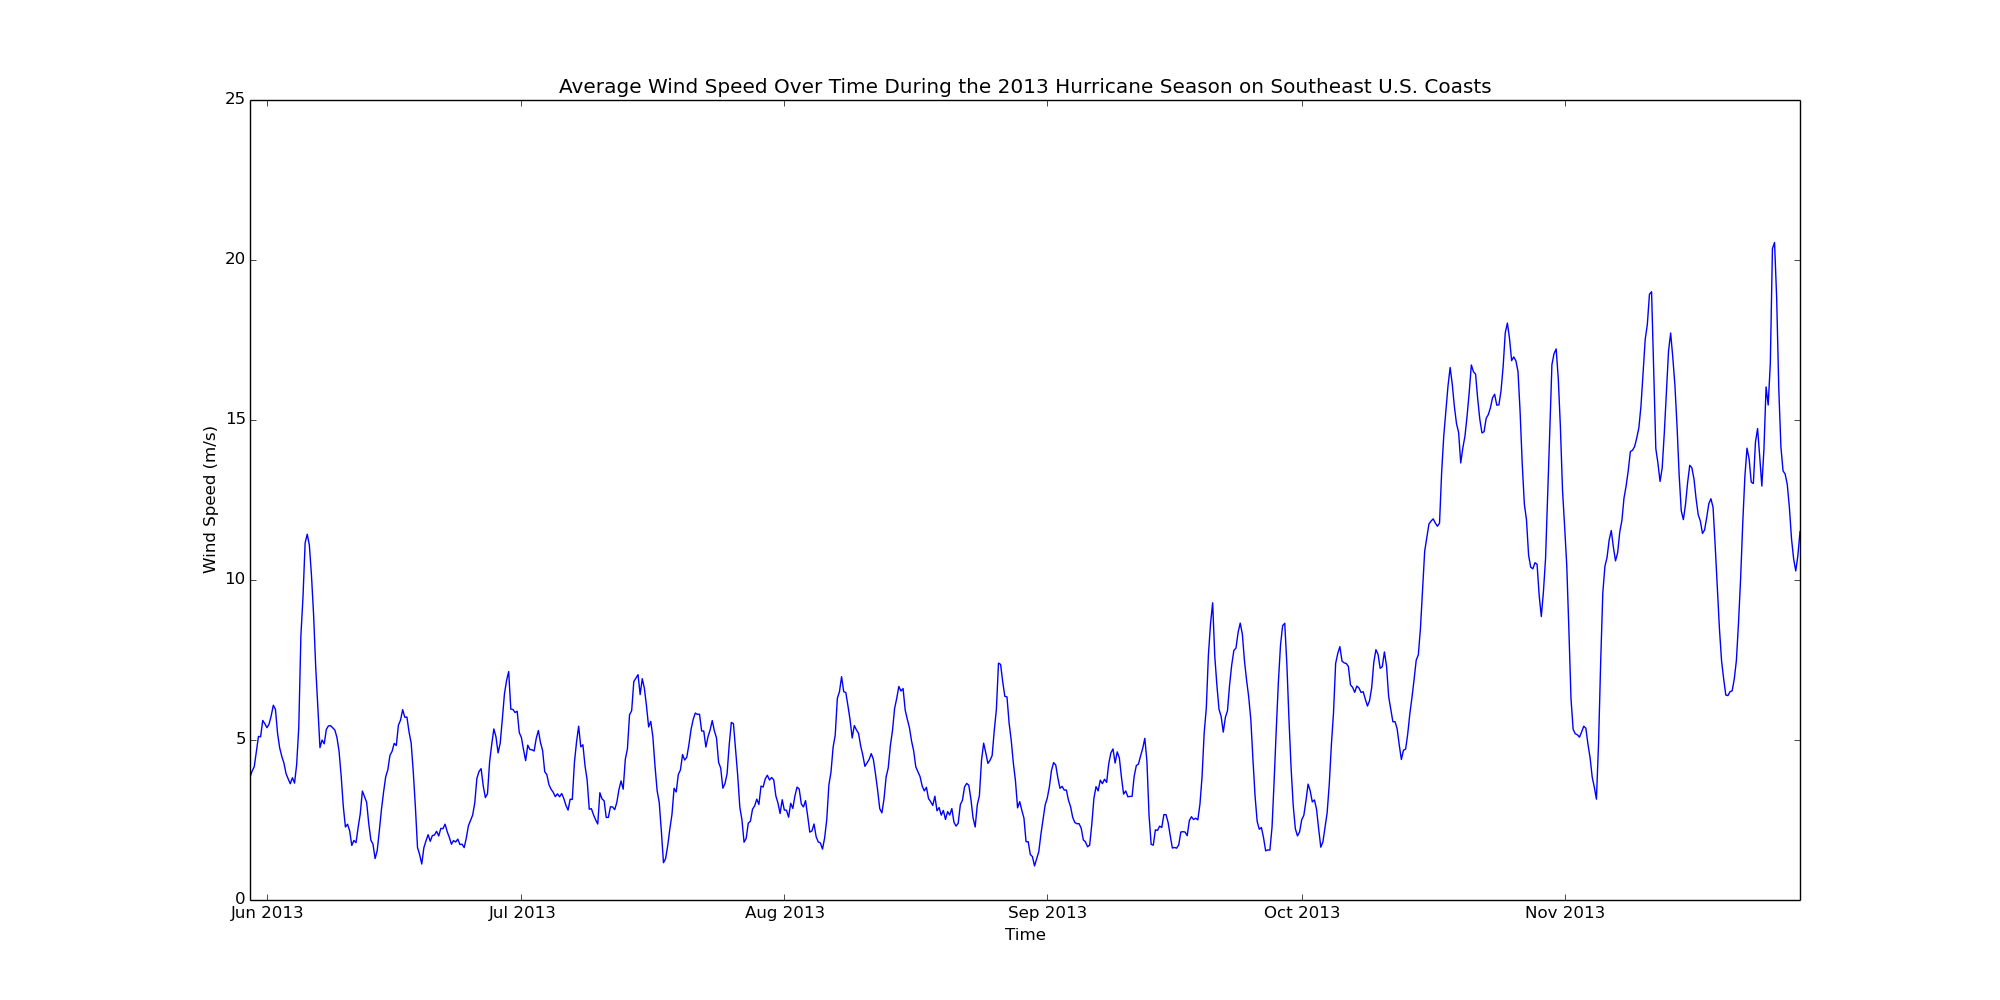 Average Wind Speed Over Time During the 2013 Hurricane Season on Southeast U.S. Coasts
25
20
15
10
5
0
Wind Speed (m/s)
Jun 2013 Jul 2013 Aug 2013 Sep 2013 Oct 2013 Nov 2013
Time